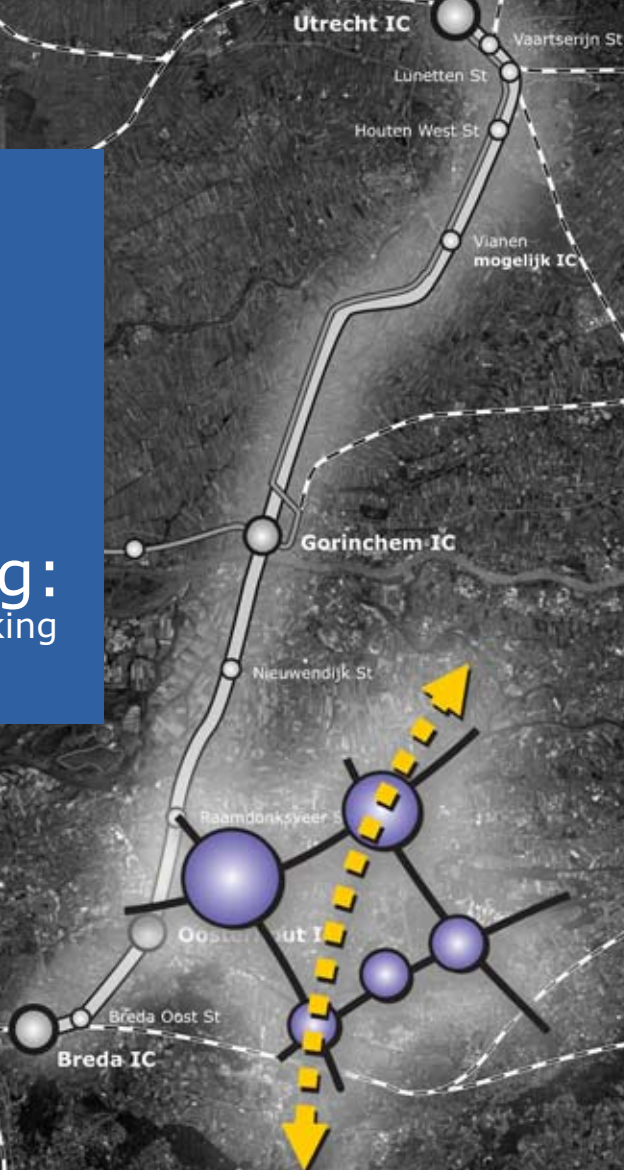 Utrecht IC
Vaartserijn St
Lunetten St
Houten West St
Vianen
mogelijk IC
g:
king
Gorinchem IC
Nieuwendijk St
Raamdonksveer S
Oosterhout I
Breda Oost St
Breda IC